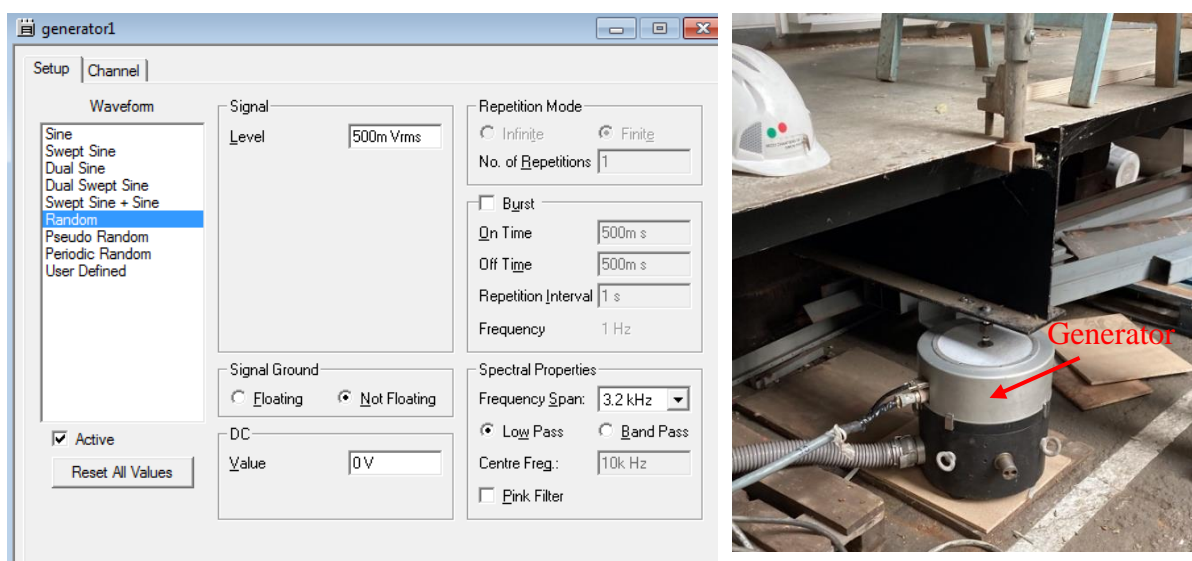 generator1
Setup
Channel
Waveform
Sine
Swept Sine
Dual Sine
Dual Swept Sine
Swept Sine + Sine
Random
Pseudo Random
Periodic Random
User Defined
Active
Reset All Values
Signal
Level 500m Vrms
Signal Ground
Floating Not Floating
DC
Value 0 V
Repetition Mode
Infinite Finite
No. of Repetitions 1
Burst
On Time 500m s
Off Time 500m s
Repetition Interval 1 s
Frequency 1 Hz
Spectral Properties
Frequency Span: 3.2 kHz
Low Pass Band Pass
Centre Freq.: 10k Hz
Pink Filter
Generator